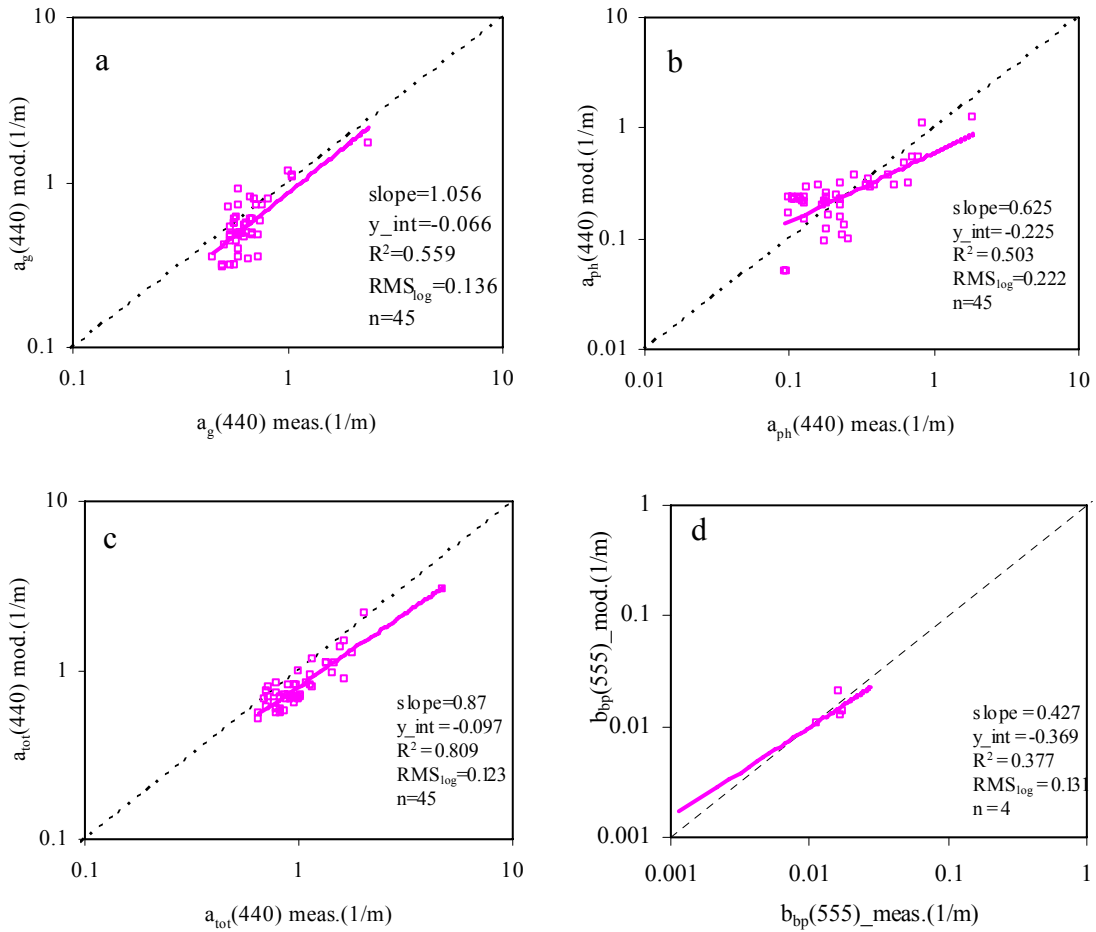 a
10
1
0.1
0.1
1
10
a_g(440) mod.(1/m)
a_g(440) meas.(1/m)
slope=1.056
y_int=-0.066
R²=0.559
RMS_log=0.136
n=45
b
10
1
0.1
0.01
0.01
0.1
1
10
a_ph(440) mod.(1/m)
a_ph(440) meas.(1/m)
slope=0.625
y_int=-0.225
R²=0.503
RMS_log=0.222
n=45
c
10
1
0.1
0.1
1
10
a_tot(440) mod.(1/m)
a_tot(440) meas.(1/m)
slope=0.87
y_int=-0.097
R²=0.809
RMS_log=0.123
n=45
d
1
0.1
0.01
0.001
0.001
0.01
0.1
1
b_bp(555)_mod.(1/m)
b_bp(555)_meas.(1/m)
slope=0.427
y_int=-0.369
R²=0.377
RMS_log=0.131
n=4